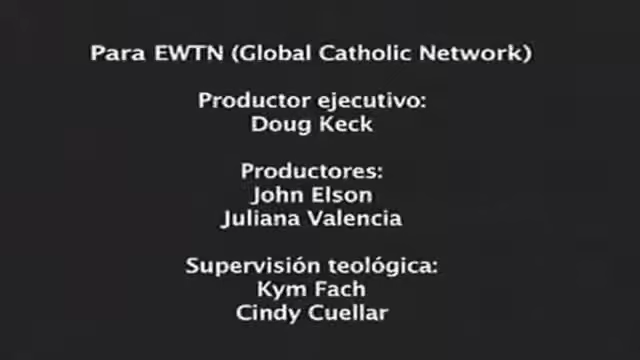 Para EWTN (Global Catholic Network)
Productor ejecutivo:
Doug Keck
Productores:
John Elson
Juliana Valencia
Supervisión teológica:
Kym Fach
Cindy Cuellar